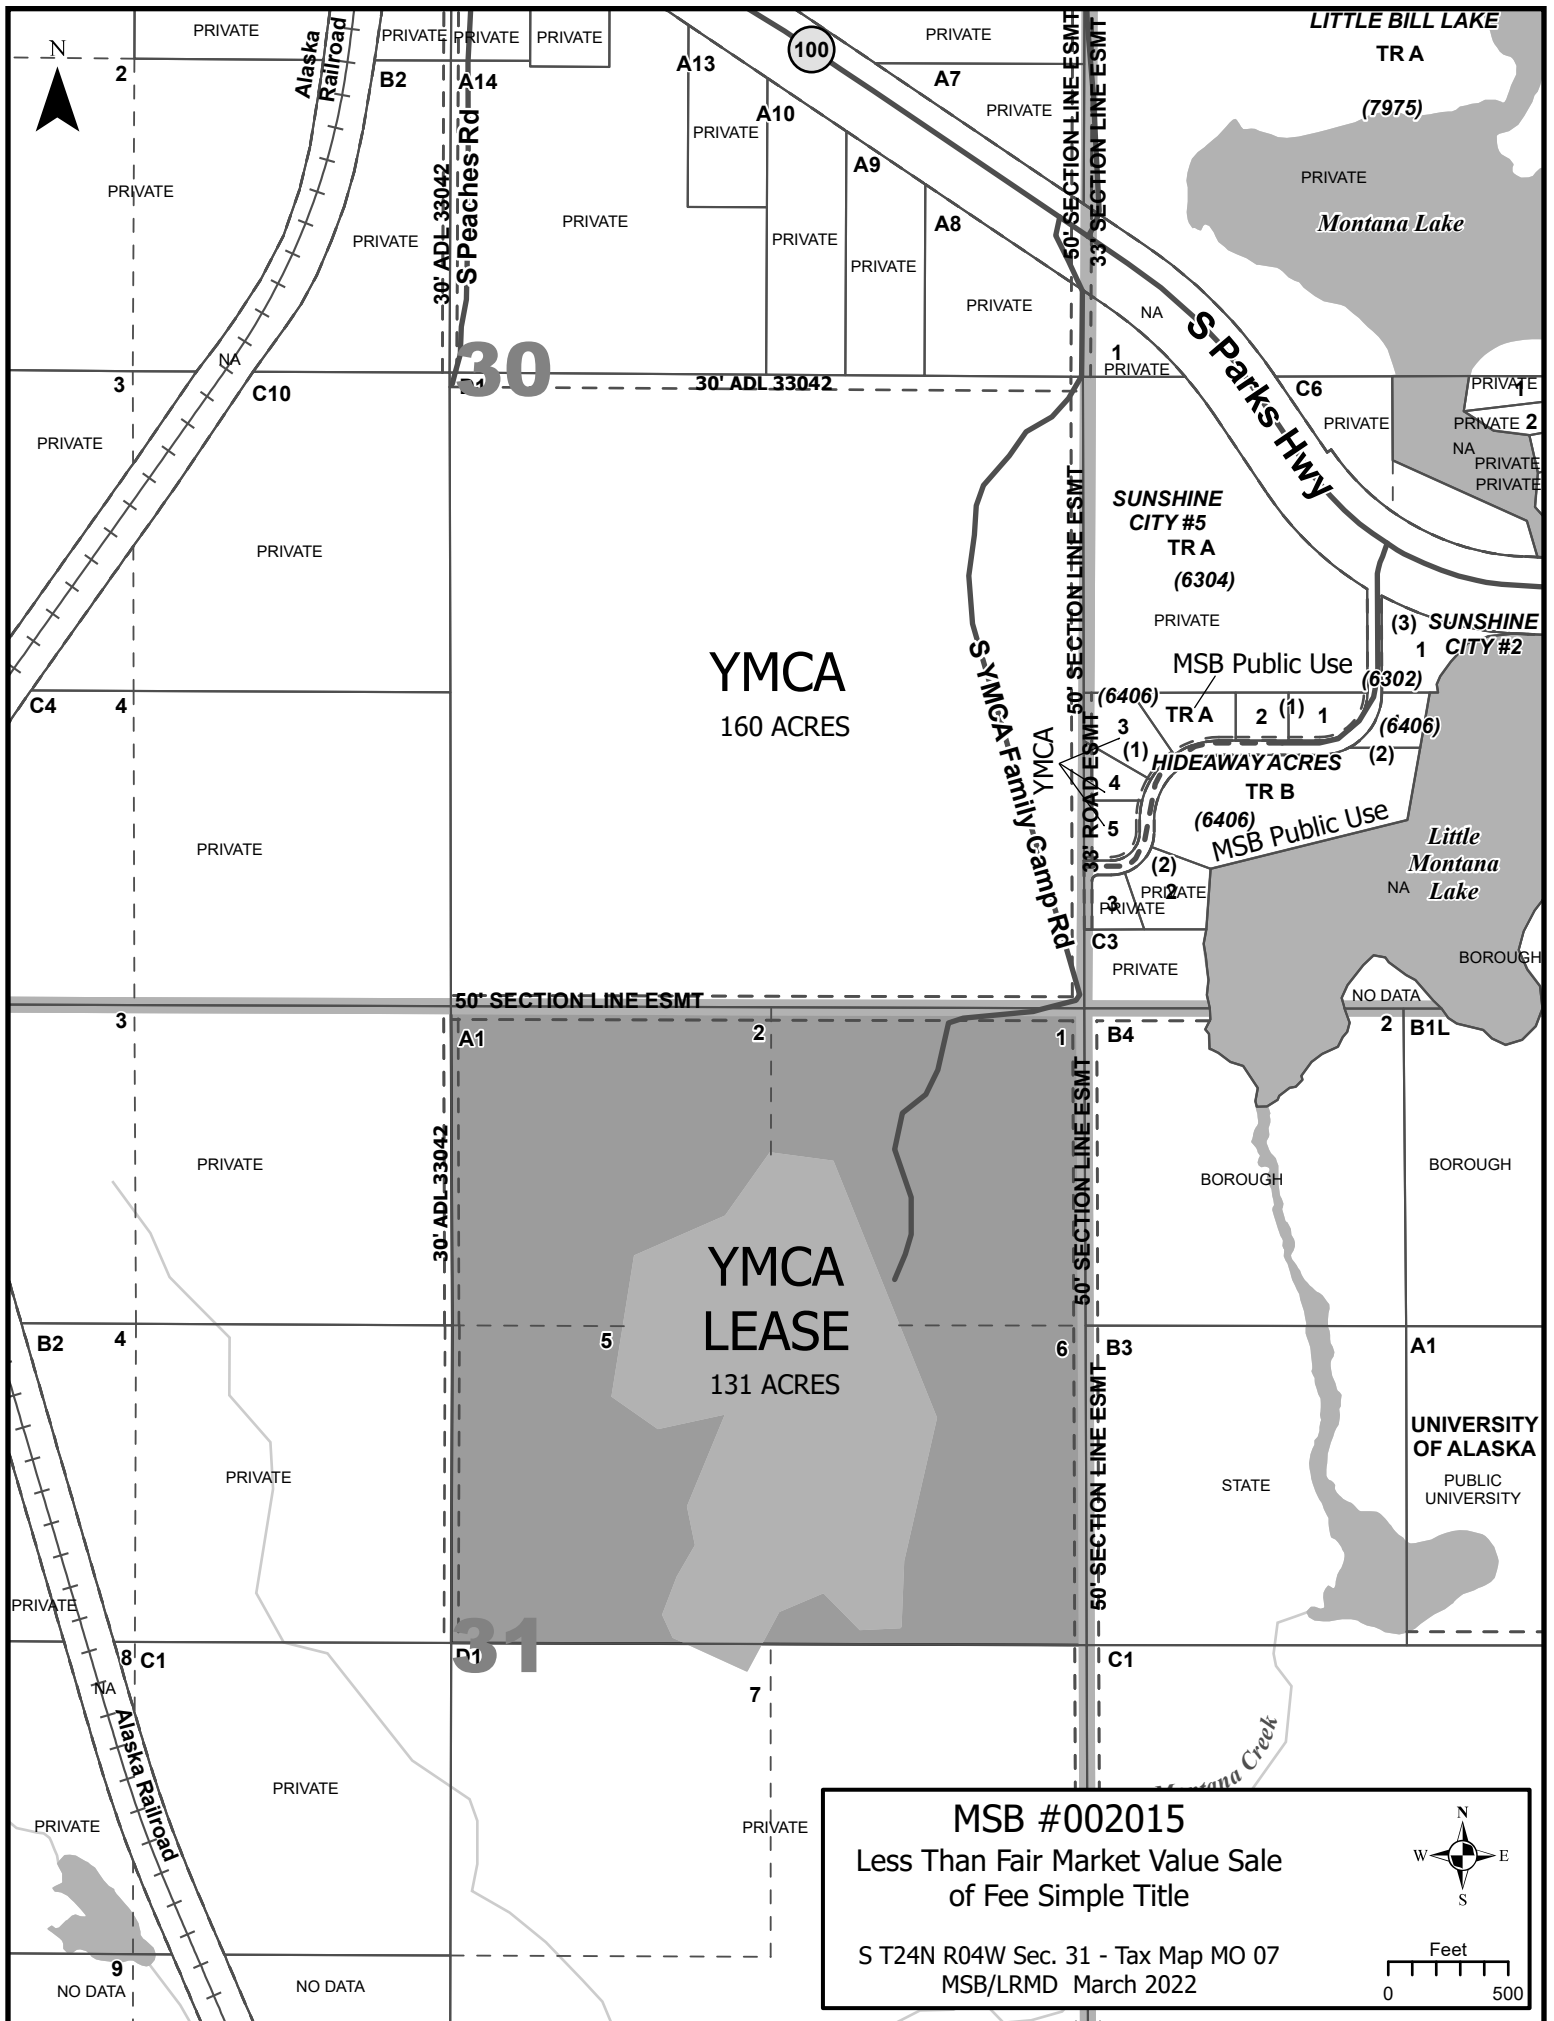 PRIVATE
Alaska
Railroad
PRIVATE
PRIVATE
PRIVATE
100
PRIVATE
LITTLE BILL LAKE
TR A
(7975)
N
2
B2
A14
A13
A10
A7
PRIVATE
PRIVATE
A9
A8
PRIVATE
S Peaches Rd
30' ADL 33042
50' SECTION LINE ESMT
33' SECTION LINE ESMT
PRIVATE
Montana Lake
PRIVATE
PRIVATE
PRIVATE
PRIVATE
PRIVATE
PRIVATE
NA
S Parks Hwy
NA
30
1
PRIVATE
3
C10
D1
30' ADL 33042
C6
PRIVATE
1
PRIVATE
PRIVATE
PRIVATE 2
NA
PRIVATE
PRIVATE
PRIVATE
50' SECTION LINE ESMT
SUNSHINE
CITY #5
TR A
(6304)
PRIVATE
(3)
SUNSHINE
CITY #2
1
(6302)
YMCA
160 ACRES
S YMCA Family Camp Rd
MSB Public Use
(6406)
TR A
2
(1)
1
(6406)
(2)
3
(1)
YMCA
4
5
33' ROAD ESMT
HIDEAWAY ACRES
TR B
(6406)
MSB Public Use
Little
Montana
Lake
NA
C4
4
PRIVATE
(2)
2
PRIVATE
3
PRIVATE
C3
PRIVATE
BOROUGH
NO DATA
50' SECTION LINE ESMT
3
A1
2
1
B4
2
B1L
50' SECTION LINE ESMT
30' ADL 33042
PRIVATE
BOROUGH
BOROUGH
YMCA
LEASE
131 ACRES
B2
4
5
6
B3
A1
50' SECTION LINE ESMT
UNIVERSITY
OF ALASKA
PUBLIC
UNIVERSITY
PRIVATE
STATE
PRIVATE
31
8
C1
D1
C1
NA
7
Alaska Railroad
PRIVATE
PRIVATE
PRIVATE
Creek
9
NO DATA
NO DATA
MSB #002015
Less Than Fair Market Value Sale
of Fee Simple Title
S T24N R04W Sec. 31 - Tax Map MO 07
MSB/LRMD March 2022
N
W
E
S
Feet
0
500